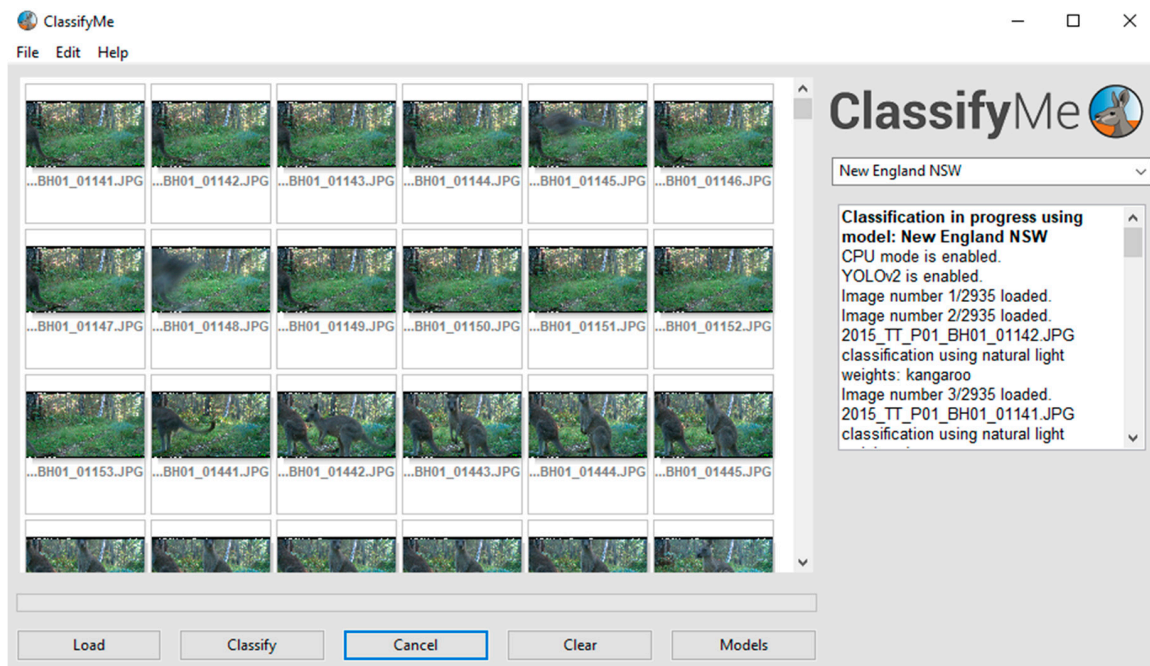 ClassifyMe
File Edit Help
...BH01_01141.JPG ...BH01_01142.JPG ...BH01_01143.JPG ...BH01_01144.JPG ...BH01_01145.JPG ...BH01_01146.JPG
...BH01_01147.JPG ...BH01_01148.JPG ...BH01_01149.JPG ...BH01_01150.JPG ...BH01_01151.JPG ...BH01_01152.JPG
...BH01_01153.JPG ...BH01_01441.JPG ...BH01_01442.JPG ...BH01_01443.JPG ...BH01_01444.JPG ...BH01_01445.JPG
Load Classify Cancel Clear Models
ClassifyMe
New England NSW
Classification in progress using
model: New England NSW
CPU mode is enabled.
YOLOv2 is enabled.
Image number 1/2935 loaded.
Image number 2/2935 loaded.
2015_TT_P01_BH01_01142.JPG
classification using natural light
weights: kangaroo
Image number 3/2935 loaded.
2015_TT_P01_BH01_01141.JPG
classification using natural light